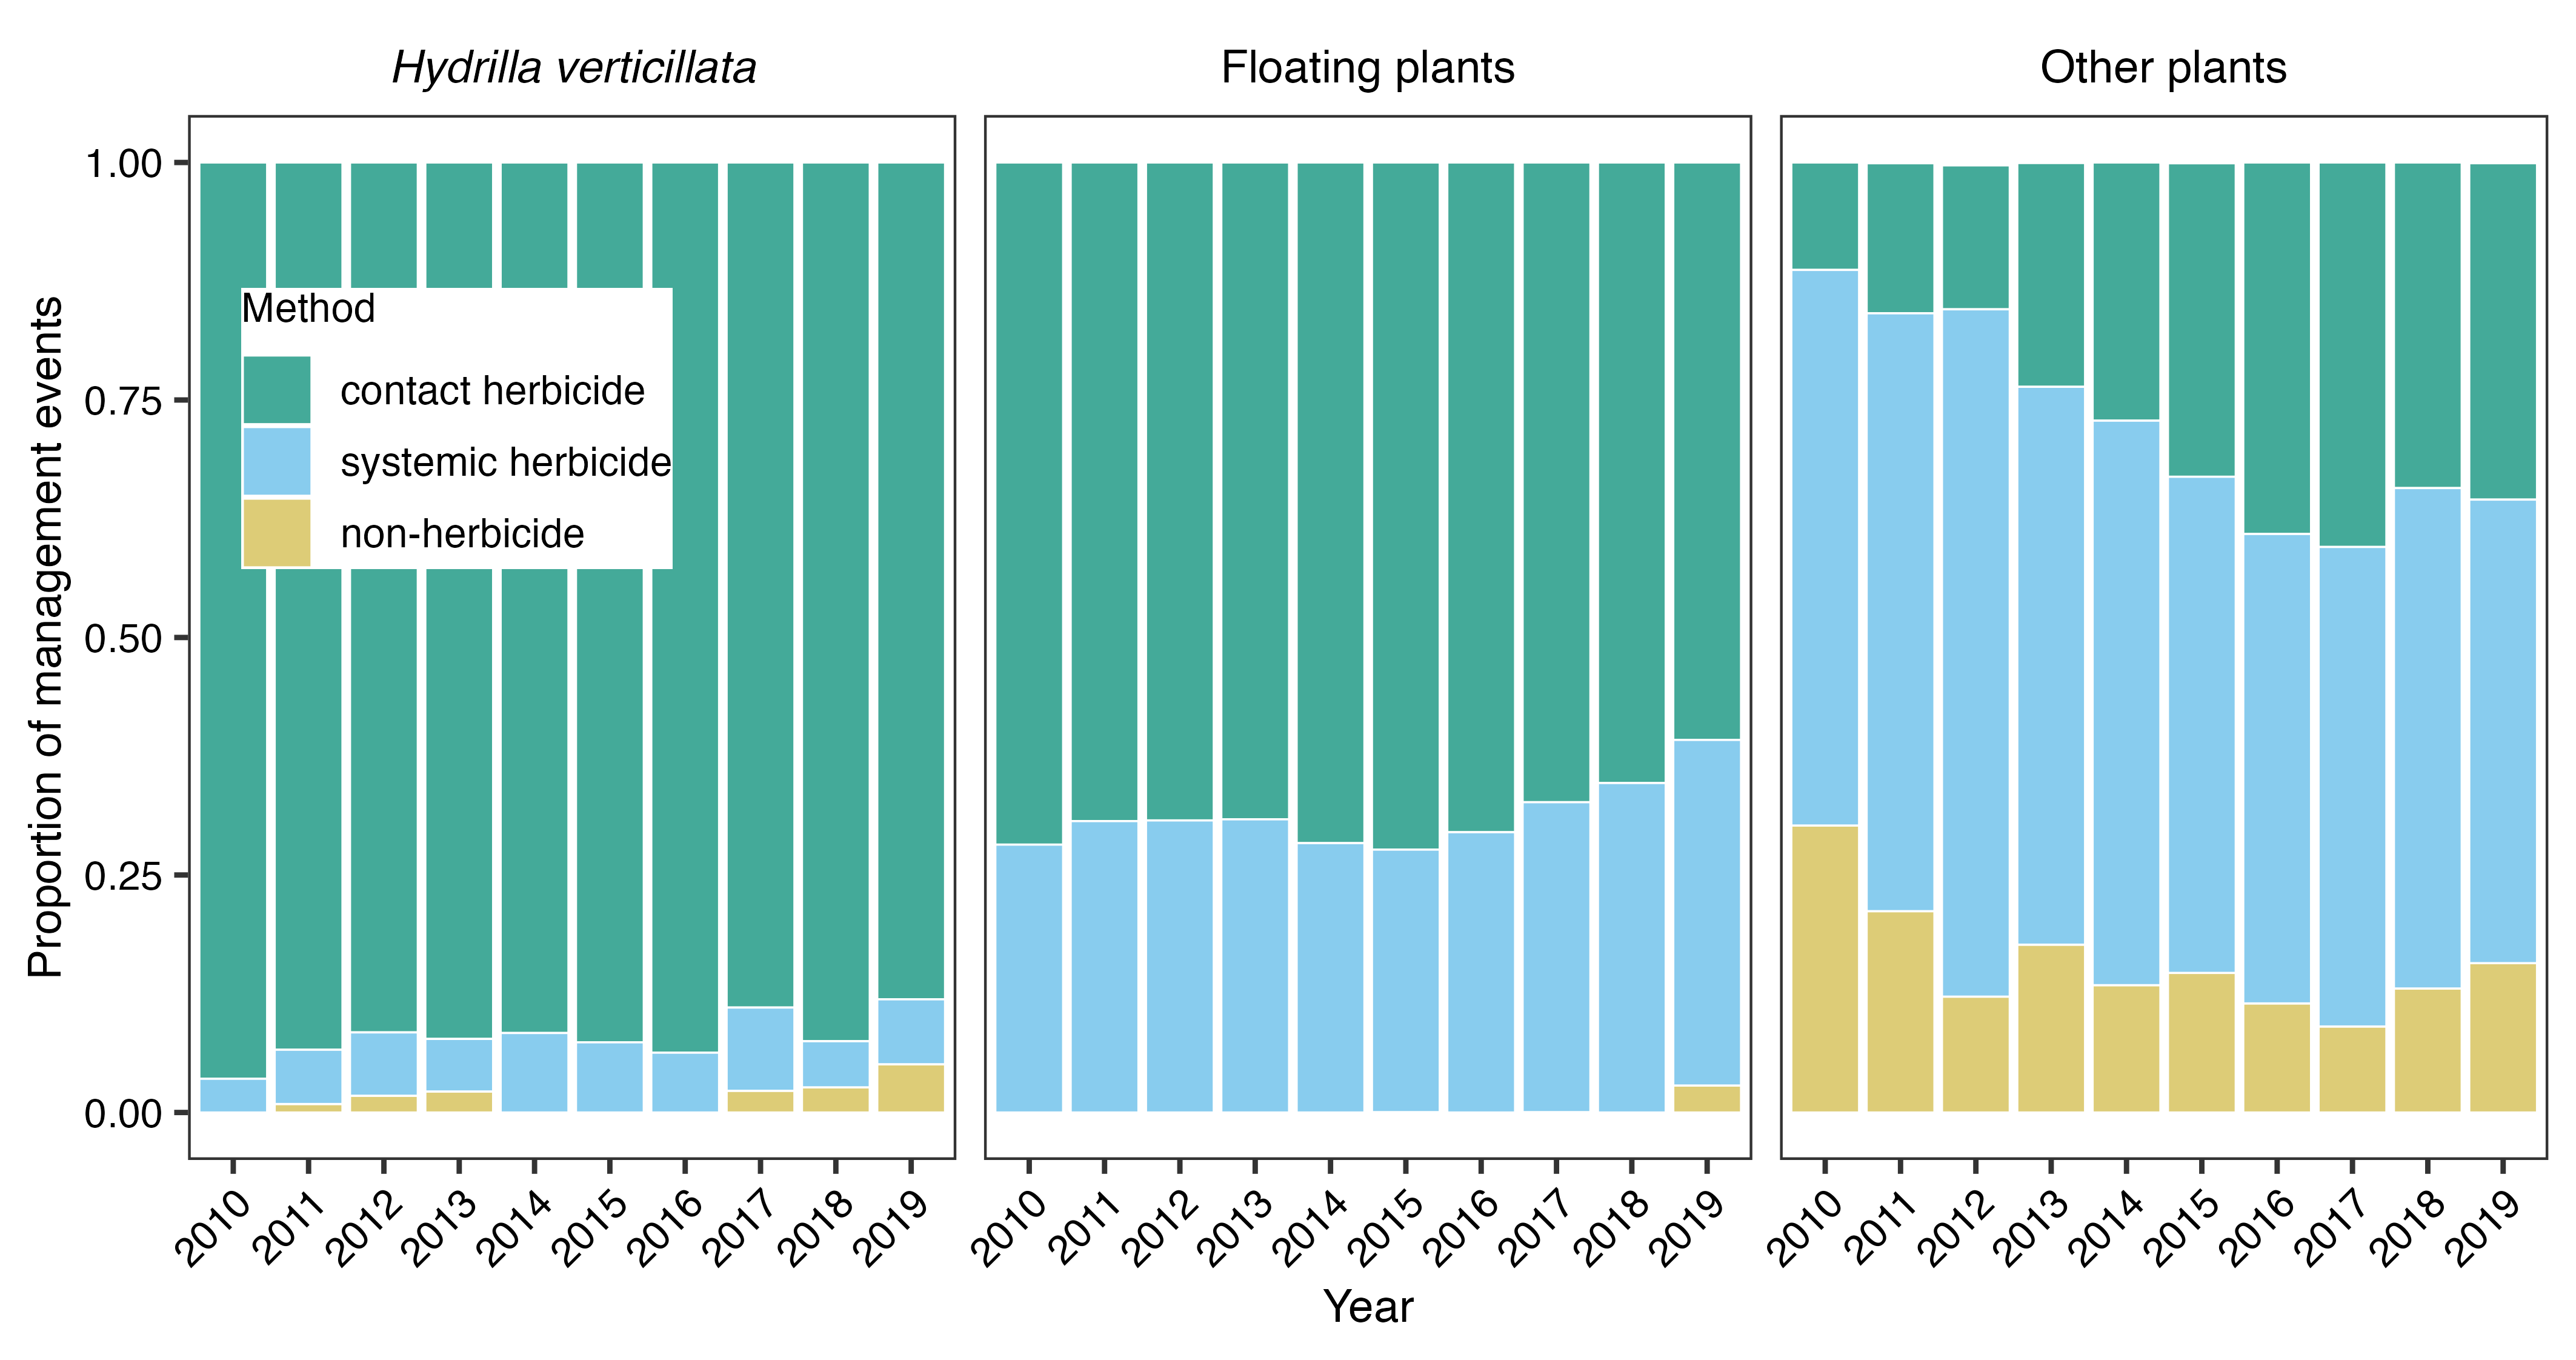 Hydrilla verticillata
Floating plants
Other plants
Proportion of management events
1.00
0.75
0.50
0.25
0.00
Method
contact herbicide
systemic herbicide
non-herbicide
2010 2011 2012 2013 2014 2015 2016 2017 2018 2019
2010 2011 2012 2013 2014 2015 2016 2017 2018 2019
2010 2011 2012 2013 2014 2015 2016 2017 2018 2019
Year